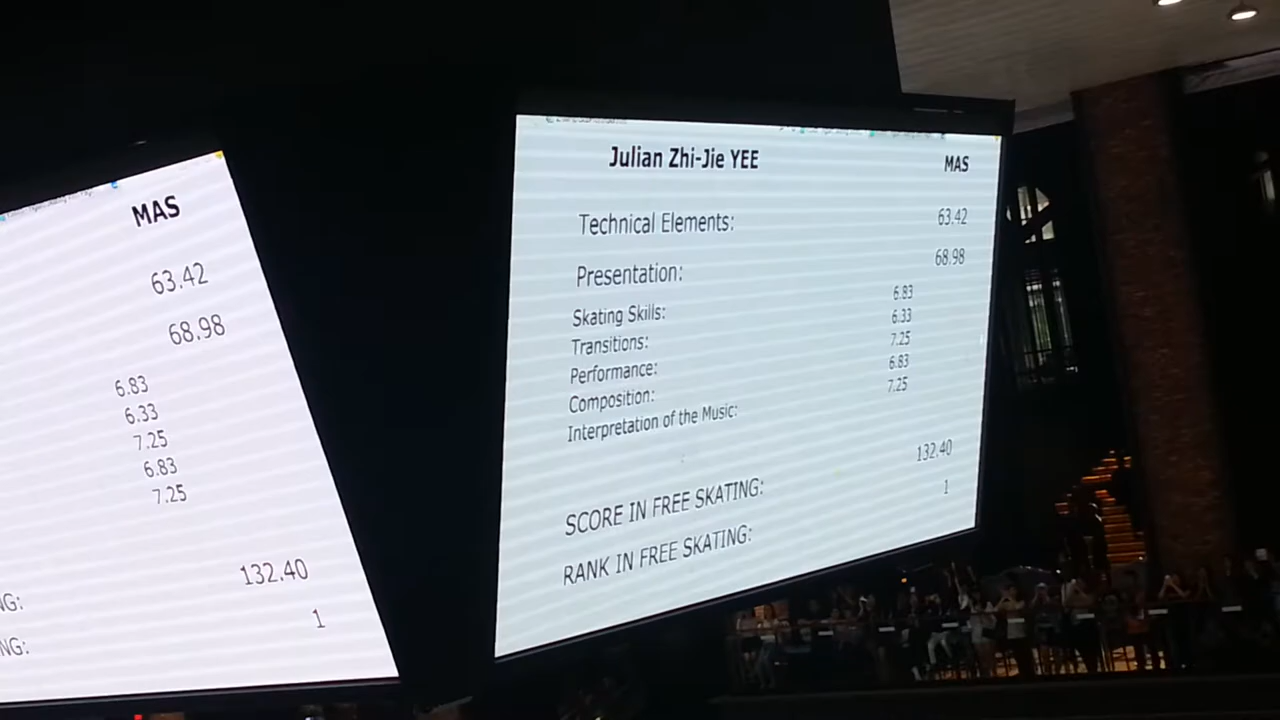 MAS
63.42
68.98
6.83
6.33
7.25
6.83
7.25
132.40
NG:
1
NG:
Julian Zhi-Jie YEE MAS
Technical Elements: 63.42
Presentation: 68.98
Skating Skills: 6.83
Transitions: 6.33
Performance: 7.25
Composition: 6.83
Interpretation of the Music: 7.25
SCORE IN FREE SKATING: 132.40
RANK IN FREE SKATING: 1